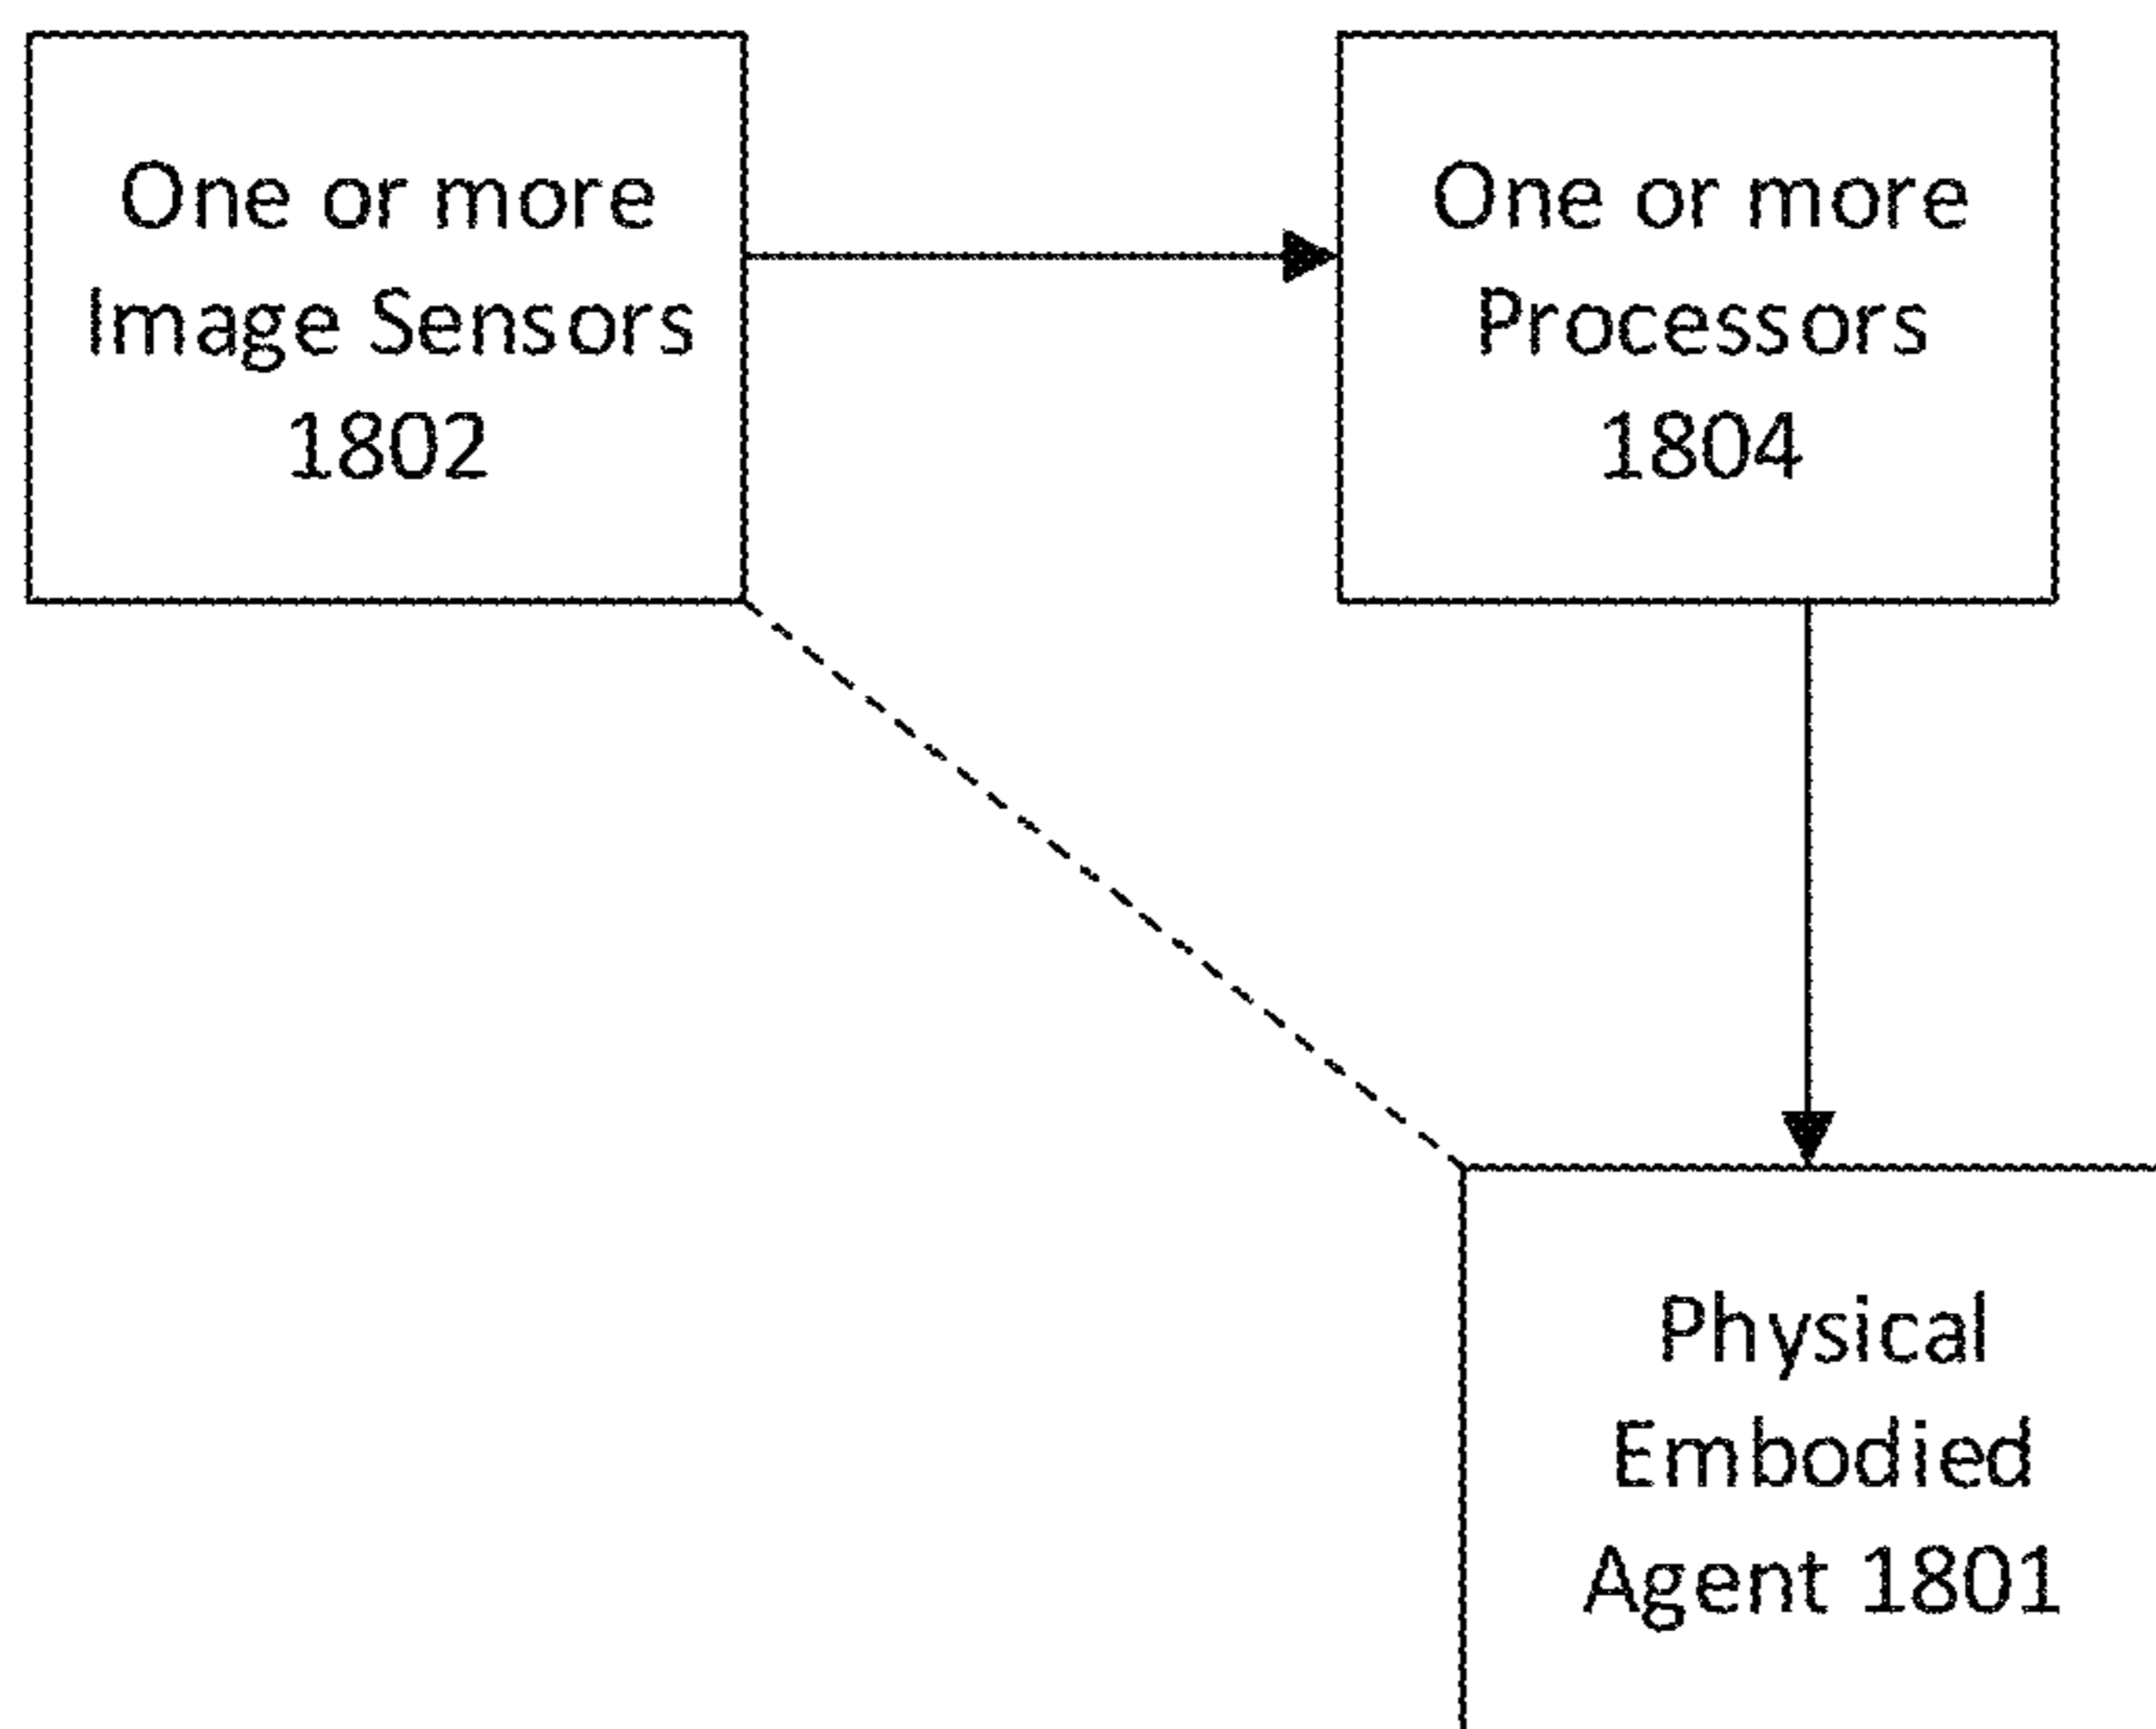 One or more
Image Sensors
1802
One or more
Processors
1804
Physical
Embodied
Agent 1801